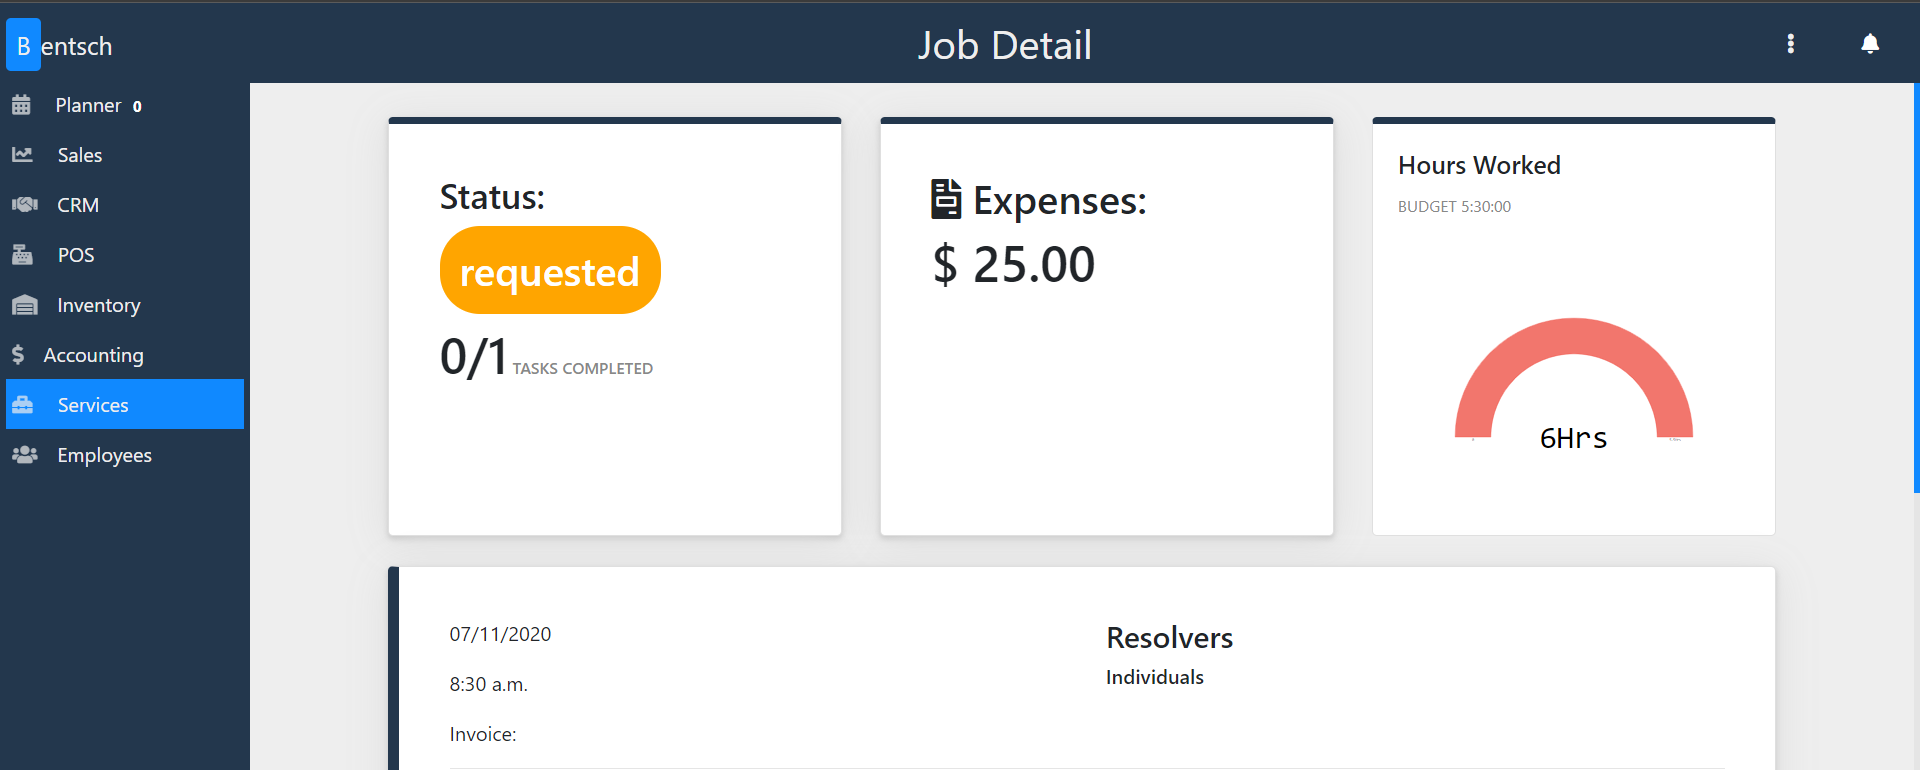 Bentsch
Job Detail
Planner 0
Sales
CRM
POS
Inventory
Accounting
Services
Employees
Status:
requested
0/1 TASKS COMPLETED
Expenses:
$ 25.00
Hours Worked
BUDGET 5:30:00
6Hrs
07/11/2020
8:30 a.m.
Invoice:
Resolvers
Individuals